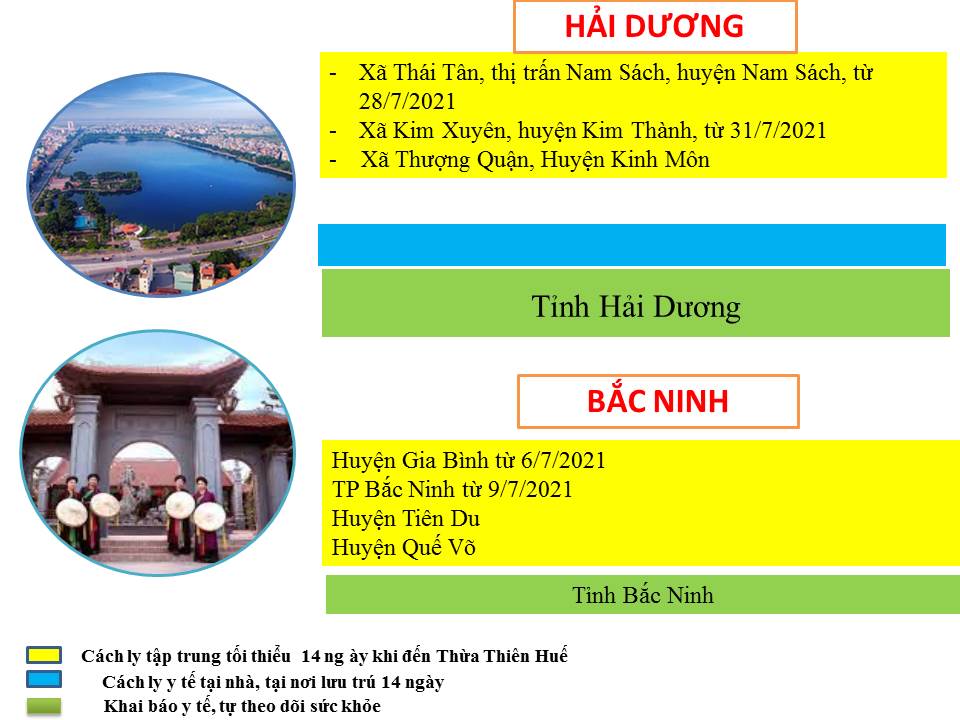 HẢI DƯƠNG
- Xã Thái Tân, thị trấn Nam Sách, huyện Nam Sách, từ
28/7/2021
- Xã Kim Xuyên, huyện Kim Thành, từ 31/7/2021
- Xã Thượng Quận, Huyện Kinh Môn
Tỉnh Hải Dương
BẮC NINH
Huyện Gia Bình từ 6/7/2021
TP Bắc Ninh từ 9/7/2021
Huyện Tiên Du
Huyện Quế Võ
Tỉnh Bắc Ninh
Cách ly tập trung tối thiểu 14 ng ày khi đến Thừa Thiên Huế
Cách ly y tế tại nhà, tại nơi lưu trú 14 ngày
Khai báo y tế, tự theo dõi sức khỏe